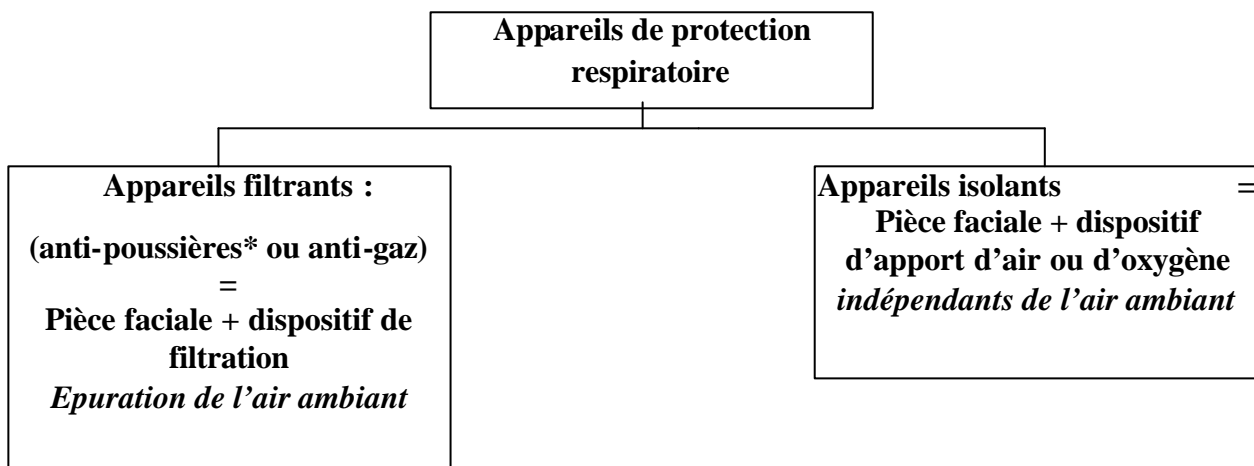 Appareils de protection
respiratoire
Appareils filtrants :
(anti-poussières* ou anti-gaz)
=
Pièce faciale + dispositif de
filtration
Epuration de l’air ambiant
Appareils isolants =
Pièce faciale + dispositif
d’apport d’air ou d’oxygène
indépendants de l’air ambiant